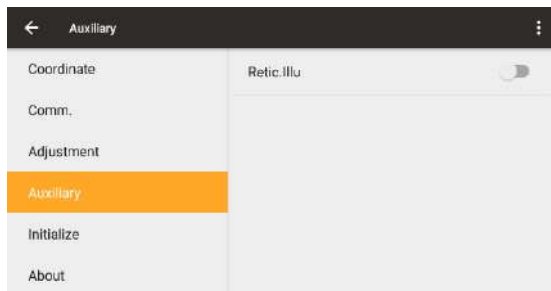 Auxiliary
Coordinate
Comm.
Adjustment
Auxiliary
Initialize
About
Retic.Illu